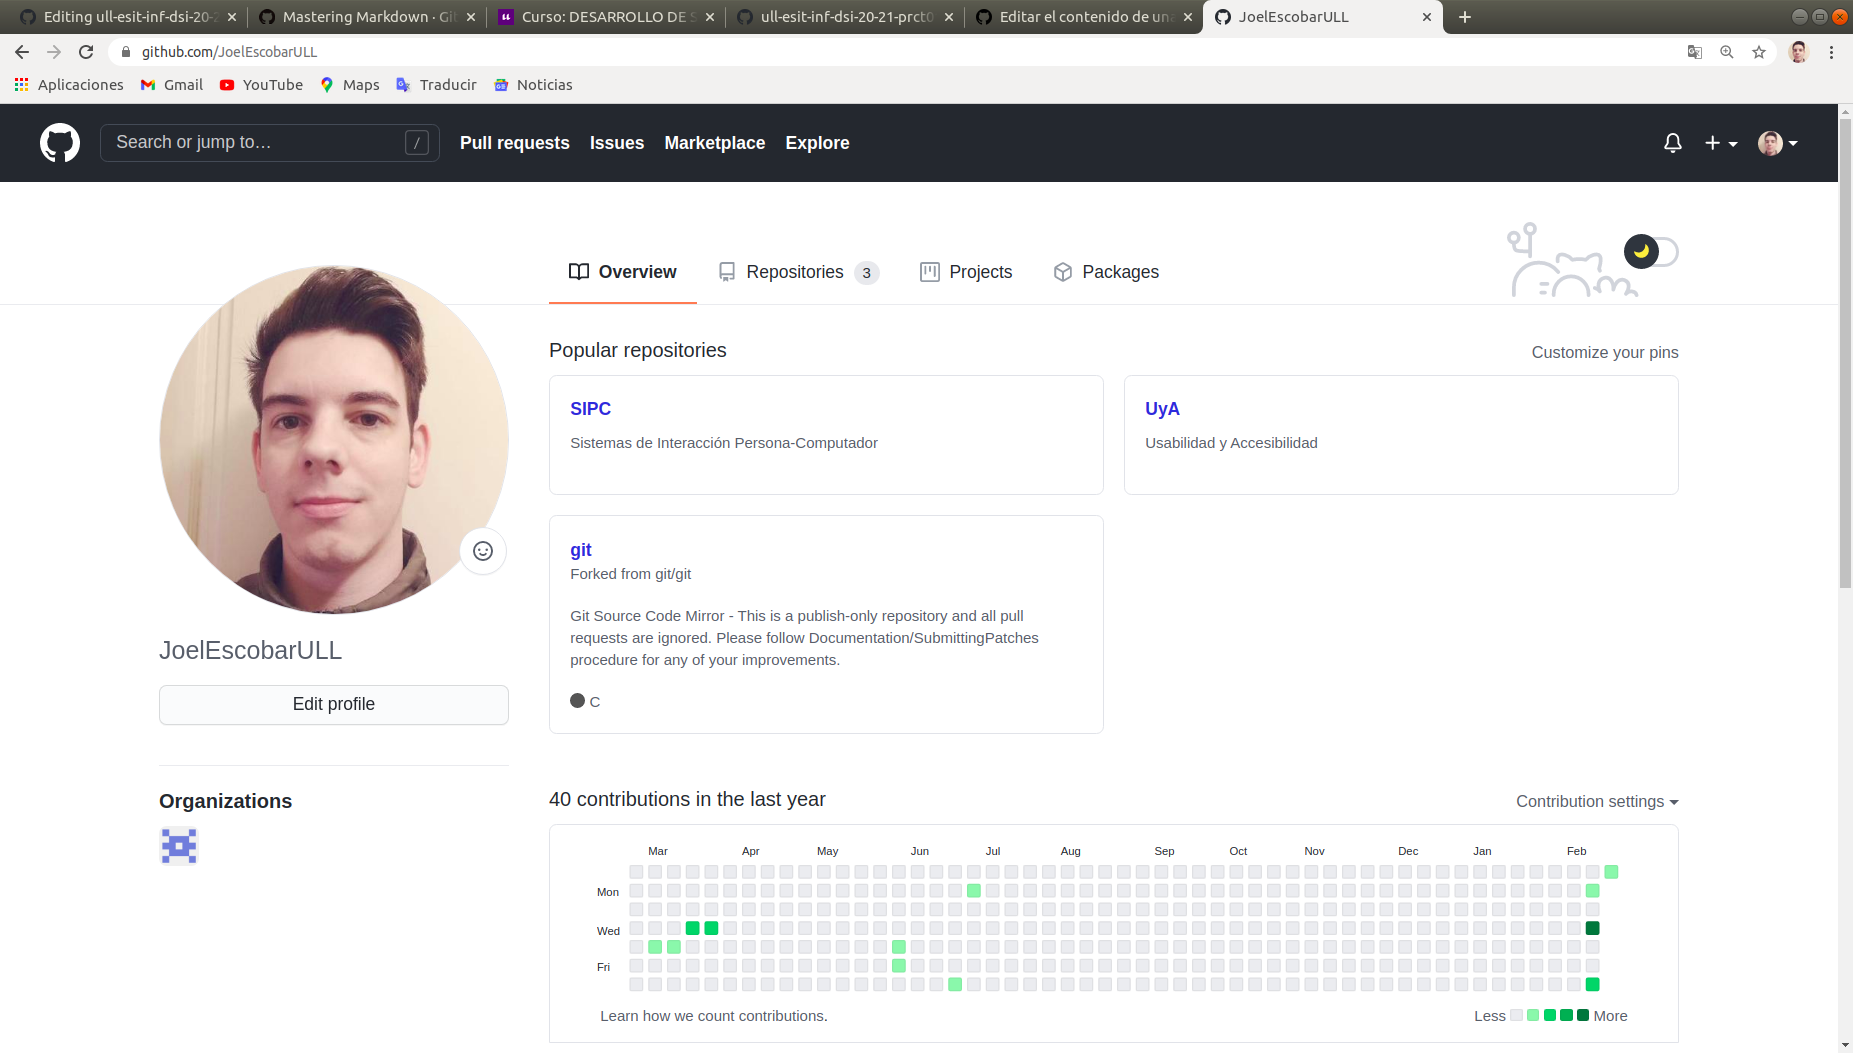 Editing ull-esit-inf-dsi-20-2
Mastering Markdown · Git
Curso: DESARROLLO DE S
ull-esit-inf-dsi-20-21-prct0
Editar el contenido de una
JoelEscobarULL
github.com/JoelEscobarULL
Aplicaciones
Gmail
YouTube
Maps
Traducir
Noticias
Search or jump to…
/
Pull requests
Issues
Marketplace
Explore
Overview
Repositories 3
Projects
Packages
Popular repositories
Customize your pins
SIPC
Sistemas de Interacción Persona-Computador
UyA
Usabilidad y Accesibilidad
git
Forked from git/git
Git Source Code Mirror - This is a publish-only repository and all pull
requests are ignored. Please follow Documentation/SubmittingPatches
procedure for any of your improvements.
C
JoelEscobarULL
Edit profile
Organizations
40 contributions in the last year
Contribution settings
Mar Apr May Jun Jul Aug Sep Oct Nov Dec Jan Feb
Mon
Wed
Fri
Learn how we count contributions.
Less
More